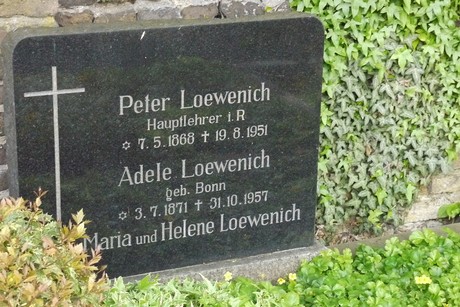 Peter Loewenich
Hauptlehrer i.R
✡ 7.5.1868 ✝ 19.8.1951
Adele Loewenich
geb. Bonn
✡ 3.7.1871 ✝ 31.10.1957
Maria und Helene Loewenich